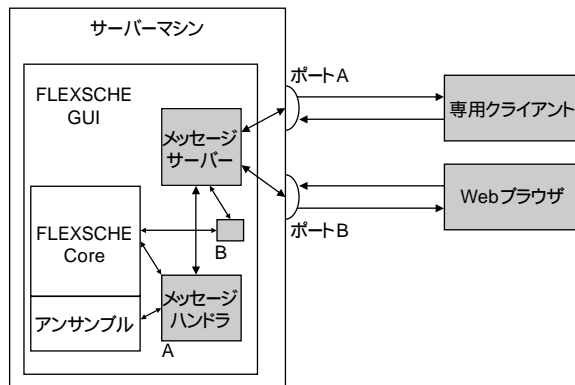 サーバーマシン
FLEXSCHE
GUI
メッセージ
サーバー
FLEXSCHE
Core
アンサンブル
B
メッセージ
ハンドラ
A
ポートA
ポートB
専用クライアント
Webブラウザ